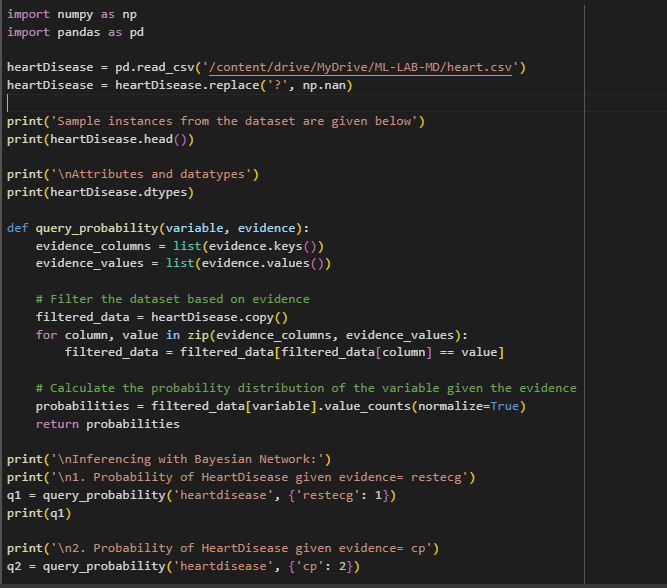 import numpy as np
import pandas as pd
heartDisease = pd.read_csv('/content/drive/MyDrive/ML-LAB-MD/heart.csv')
heartDisease = heartDisease.replace('?', np.nan)
print('Sample instances from the dataset are given below')
print(heartDisease.head())
print('\nAttributes and datatypes')
print(heartDisease.dtypes)
def query_probability(variable, evidence):
    evidence_columns = list(evidence.keys())
    evidence_values = list(evidence.values())
    # Filter the dataset based on evidence
    filtered_data = heartDisease.copy()
    for column, value in zip(evidence_columns, evidence_values):
        filtered_data = filtered_data[filtered_data[column] == value]
    # Calculate the probability distribution of the variable given the evidence
    probabilities = filtered_data[variable].value_counts(normalize=True)
    return probabilities
print('\nInferencing with Bayesian Network:')
print('\n1. Probability of HeartDisease given evidence= restecg')
q1 = query_probability('heartdisease', {'restecg': 1})
print(q1)
print('\n2. Probability of HeartDisease given evidence= cp')
q2 = query_probability('heartdisease', {'cp': 2})